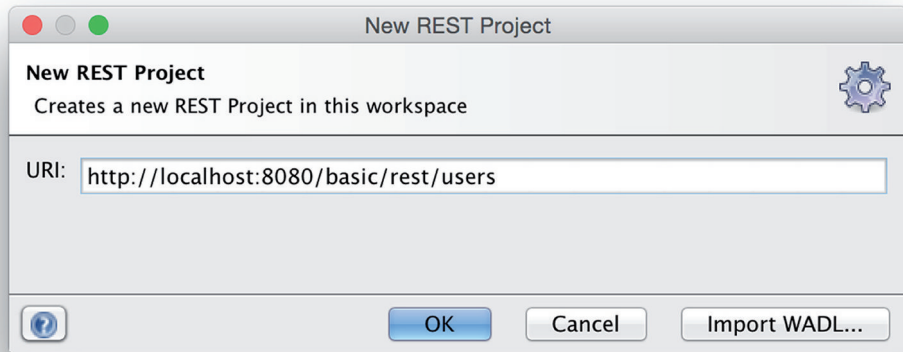 New REST Project
New REST Project
Creates a new REST Project in this workspace
URI: http://localhost:8080/basic/rest/users
? OK Cancel Import WADL...